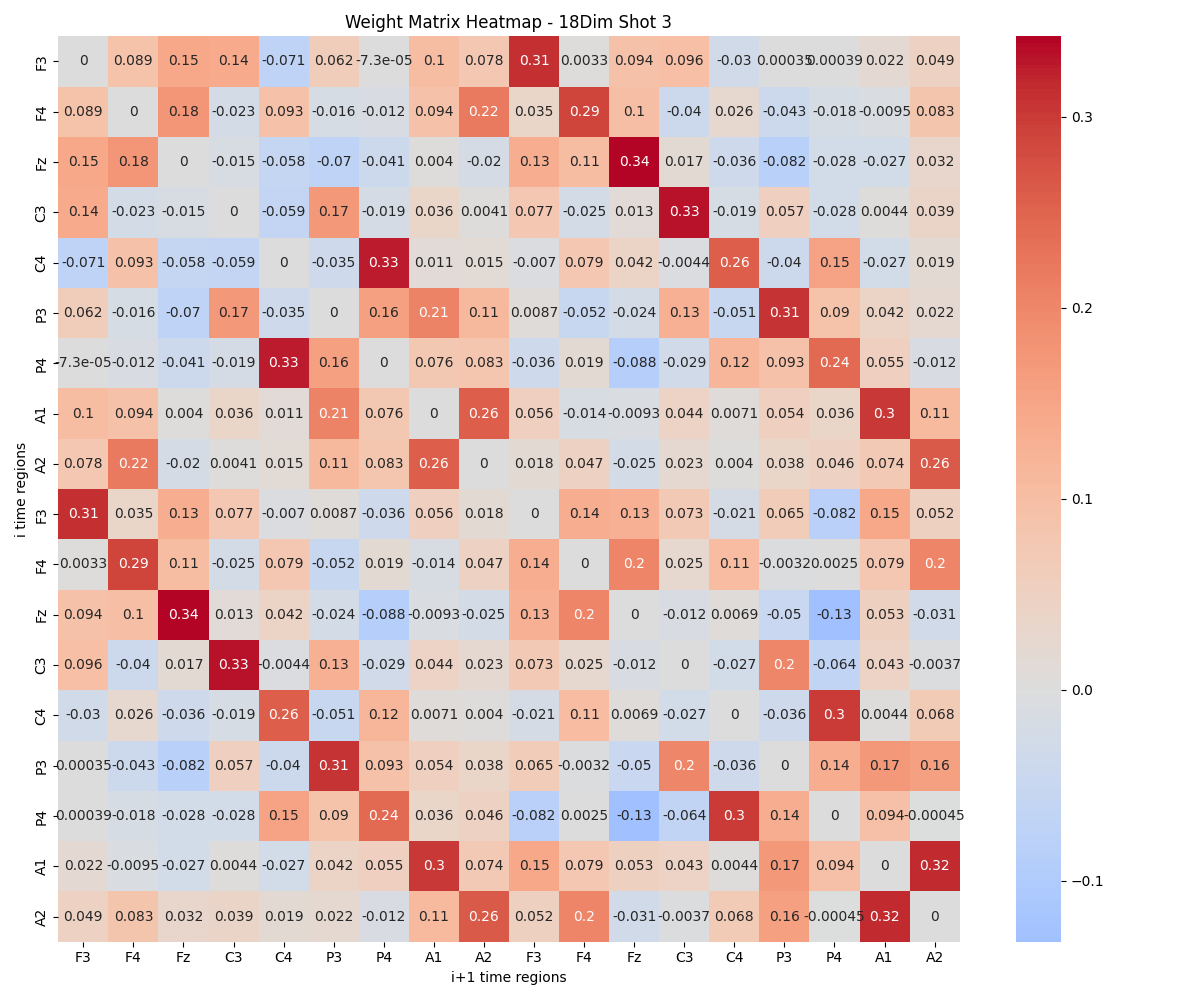 Weight Matrix Heatmap - 18Dim Shot 3
F3 0 0.089 0.15 0.14 -0.071 0.062 -7.3e-05 0.1 0.078 0.31 0.0033 0.094 0.096 -0.03 0.00035 0.00039 0.022 0.049
F4 0.089 0 0.18 -0.023 0.093 -0.016 -0.012 0.094 0.22 0.035 0.29 0.1 -0.04 0.026 -0.043 -0.018 -0.0095 0.083
Fz 0.15 0.18 0 -0.015 -0.058 -0.07 -0.041 0.004 -0.02 0.13 0.11 0.34 0.017 -0.036 -0.082 -0.028 -0.027 0.032
C3 0.14 -0.023 -0.015 0 -0.059 0.17 -0.019 0.036 0.0041 0.077 -0.025 0.013 0.33 -0.019 0.057 -0.028 0.0044 0.039
C4 -0.071 0.093 -0.058 -0.059 0 -0.035 0.33 0.011 0.015 -0.007 0.079 0.042 -0.0044 0.26 -0.04 0.15 -0.027 0.019
P3 0.062 -0.016 -0.07 0.17 -0.035 0 0.16 0.21 0.11 0.0087 -0.052 -0.024 0.13 -0.051 0.31 0.09 0.042 0.022
P4 -7.3e-05 -0.012 -0.041 -0.019 0.33 0.16 0 0.076 0.083 -0.036 0.019 -0.088 -0.029 0.12 0.093 0.24 0.055 -0.012
A1 0.1 0.094 0.004 0.036 0.011 0.21 0.076 0 0.26 0.056 -0.014 -0.0093 0.044 0.0071 0.054 0.036 0.3 0.11
A2 0.078 0.22 -0.02 0.0041 0.015 0.11 0.083 0.26 0 0.018 0.047 -0.025 0.023 0.004 0.038 0.046 0.074 0.26
F3 0.31 0.035 0.13 0.077 -0.007 0.0087 -0.036 0.056 0.018 0 0.14 0.13 0.073 -0.021 0.065 -0.082 0.15 0.052
F4 0.0033 0.29 0.11 -0.025 0.079 -0.052 0.019 -0.014 0.047 0.14 0 0.2 0.025 0.11 -0.0032 0.0025 0.079 0.2
Fz 0.094 0.1 0.34 0.013 0.042 -0.024 -0.088 -0.0093 -0.025 0.13 0.2 0 -0.012 0.0069 -0.05 -0.13 0.053 -0.031
C3 0.096 -0.04 0.017 0.33 -0.0044 0.13 -0.029 0.044 0.023 0.073 0.025 -0.012 0 -0.027 0.2 -0.064 0.043 -0.0037
C4 -0.03 0.026 -0.036 -0.019 0.26 -0.051 0.12 0.0071 0.004 -0.021 0.11 0.0069 -0.027 0 -0.036 0.3 0.0044 0.068
P3 -0.00035 -0.043 -0.082 0.057 -0.04 0.31 0.093 0.054 0.038 0.065 -0.0032 -0.05 0.2 -0.036 0 0.14 0.17 0.16
P4 -0.00039 -0.018 -0.028 -0.028 0.15 0.09 0.24 0.036 0.046 -0.082 0.0025 -0.13 -0.064 0.3 0.14 0 0.094 -0.00045
A1 0.022 -0.0095 -0.027 0.0044 -0.027 0.042 0.055 0.3 0.074 0.15 0.079 0.053 0.043 0.0044 0.17 0.094 0 0.32
A2 0.049 0.083 0.032 0.039 0.019 0.022 -0.012 0.11 0.26 0.052 0.2 -0.031 -0.0037 0.068 0.16 -0.00045 0.32 0
F3 F4 Fz C3 C4 P3 P4 A1 A2 F3 F4 Fz C3 C4 P3 P4 A1 A2
i+1 time regions
i time regions
0.3
0.2
0.1
0.0
−0.1